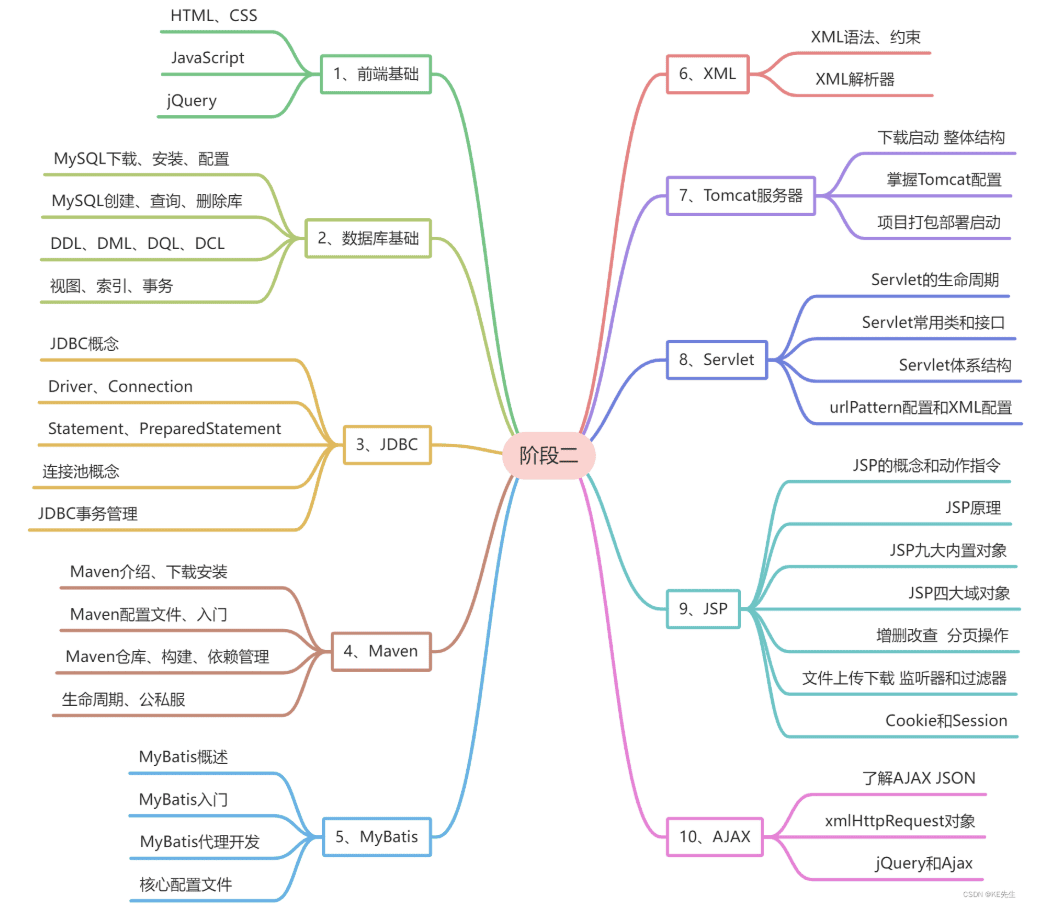 阶段二
1、前端基础
HTML、CSS
JavaScript
jQuery
2、数据库基础
MySQL下载、安装、配置
MySQL创建、查询、删除库
DDL、DML、DQL、DCL
视图、索引、事务
3、JDBC
JDBC概念
Driver、Connection
Statement、PreparedStatement
连接池概念
JDBC事务管理
4、Maven
Maven介绍、下载安装
Maven配置文件、入门
Maven仓库、构建、依赖管理
生命周期、公私服
5、MyBatis
MyBatis概述
MyBatis入门
MyBatis代理开发
核心配置文件
6、XML
XML语法、约束
XML解析器
7、Tomcat服务器
下载启动 整体结构
掌握Tomcat配置
项目打包部署启动
8、Servlet
Servlet的生命周期
Servlet常用类和接口
Servlet体系结构
urlPattern配置和XML配置
9、JSP
JSP的概念和动作指令
JSP原理
JSP九大内置对象
JSP四大域对象
增删改查  分页操作
文件上传下载 监听器和过滤器
Cookie和Session
10、AJAX
了解AJAX JSON
xmlHttpRequest对象
jQuery和Ajax
CSDN @KE先生